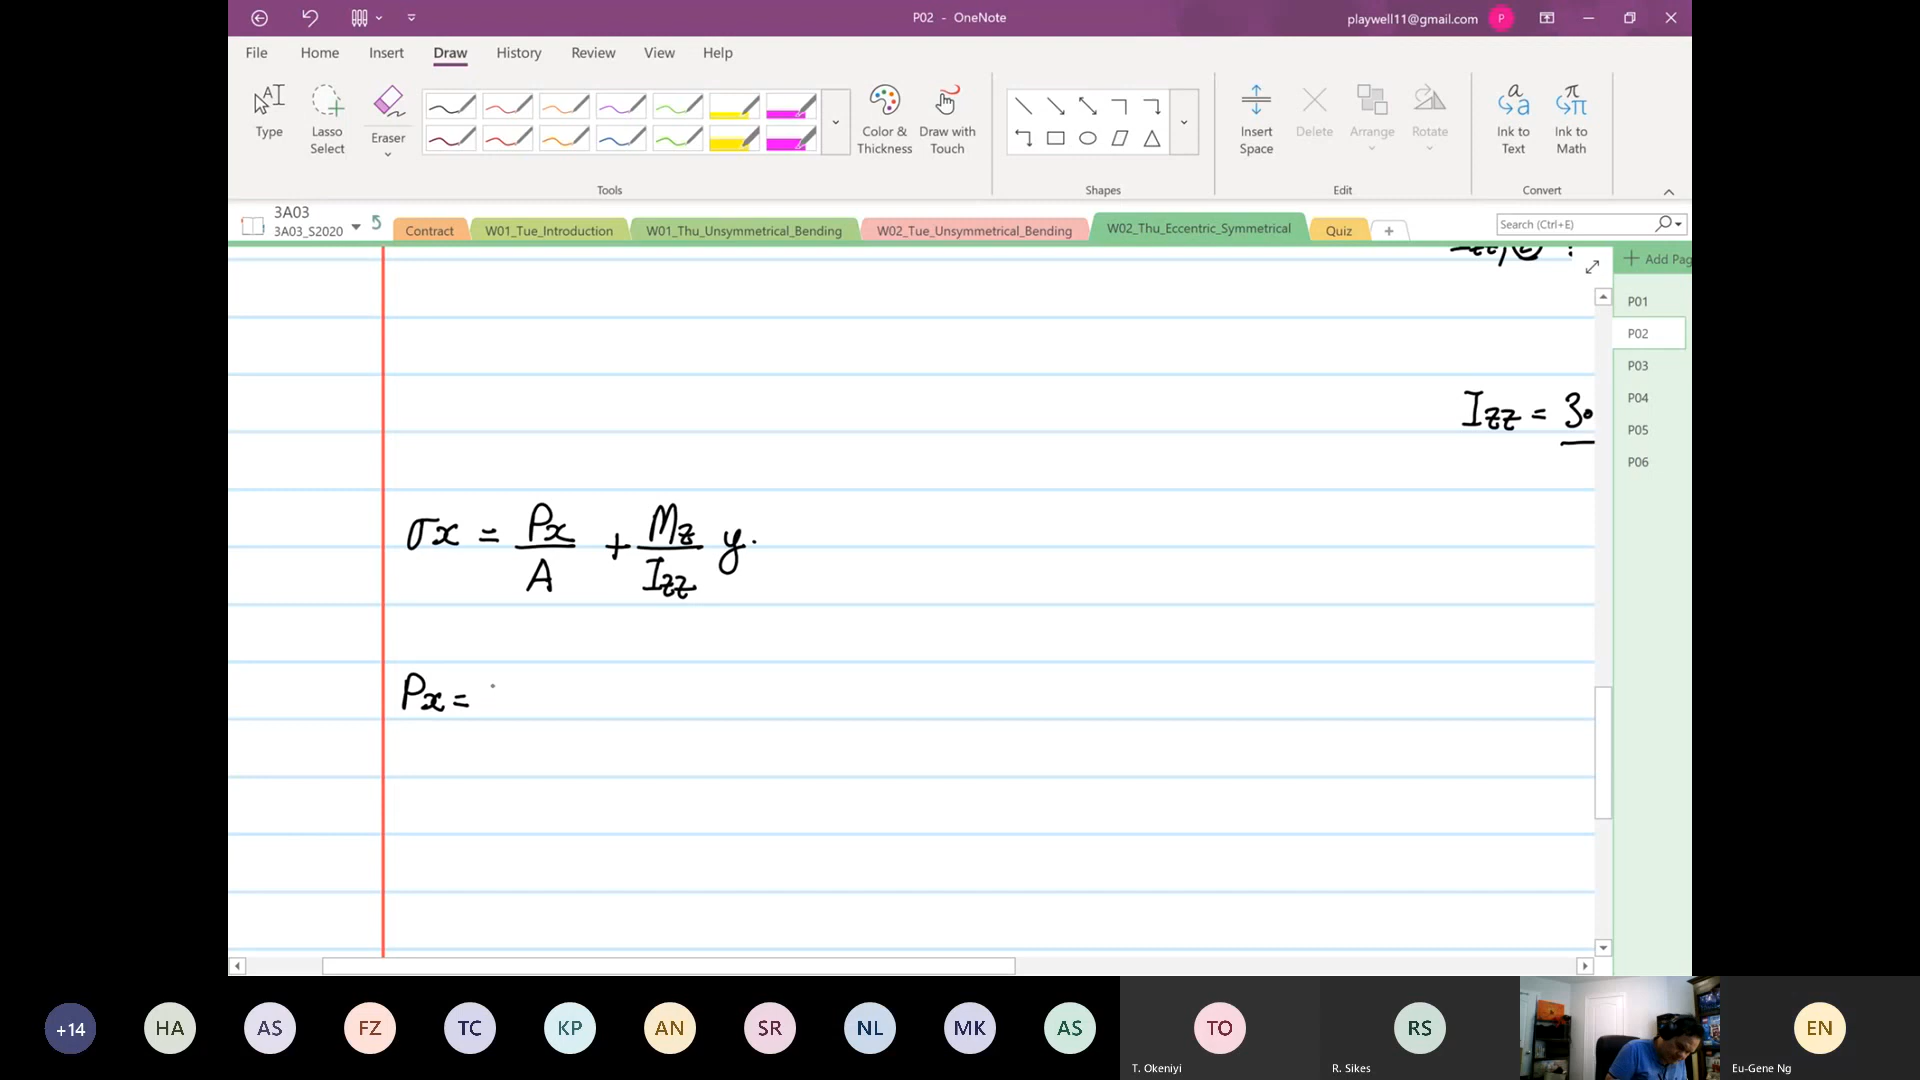 P02 - OneNote
playwell11@gmail.com
P
File Home Insert Draw History Review View Help
Type
Lasso Select
Eraser
Color & Thickness
Draw with Touch
Insert Space
Delete
Arrange
Rotate
Ink to Text
Ink to Math
Tools
Shapes
Edit
Convert
3A03
3A03_S2020
Contract
W01_Tue_Introduction
W01_Thu_Unsymmetrical_Bending
W02_Tue_Unsymmetrical_Bending
W02_Thu_Eccentric_Symmetrical
Quiz
+
Search (Ctrl+E)
Add Pag
P01
P02
P03
P04
P05
P06
Izz = 30
σx = Px/A + Mz/Izz y.
Px =
+14
HA
AS
FZ
TC
KP
AN
SR
NL
MK
AS
TO
T. Okeniyi
RS
R. Sikes
EN
Eu-Gene Ng